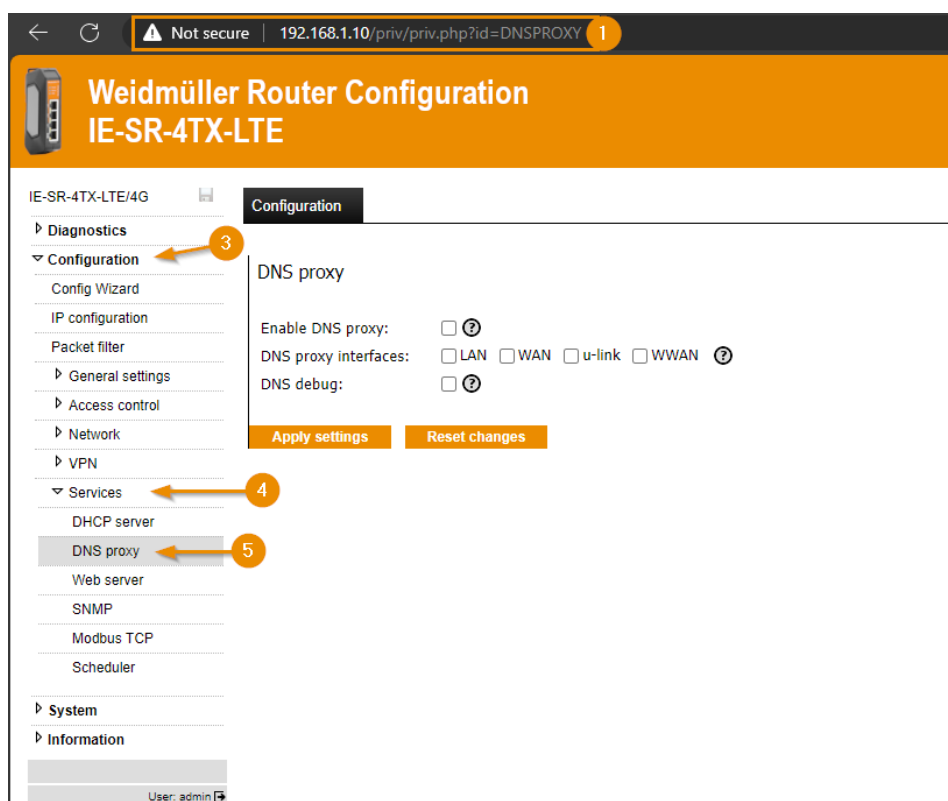 Not secure 192.168.1.10/priv/priv.php?id=DNSPROXY 1
Weidmüller Router Configuration
IE-SR-4TX-LTE
IE-SR-4TX-LTE/4G
Configuration
Diagnostics
3
Configuration
Config Wizard
IP configuration
Packet filter
General settings
Access control
Network
VPN
Services
4
DHCP server
DNS proxy
5
Web server
SNMP
Modbus TCP
Scheduler
System
Information
User: admin
DNS proxy
Enable DNS proxy: ?
DNS proxy interfaces: LAN WAN u-link WWAN ?
DNS debug: ?
Apply settings Reset changes